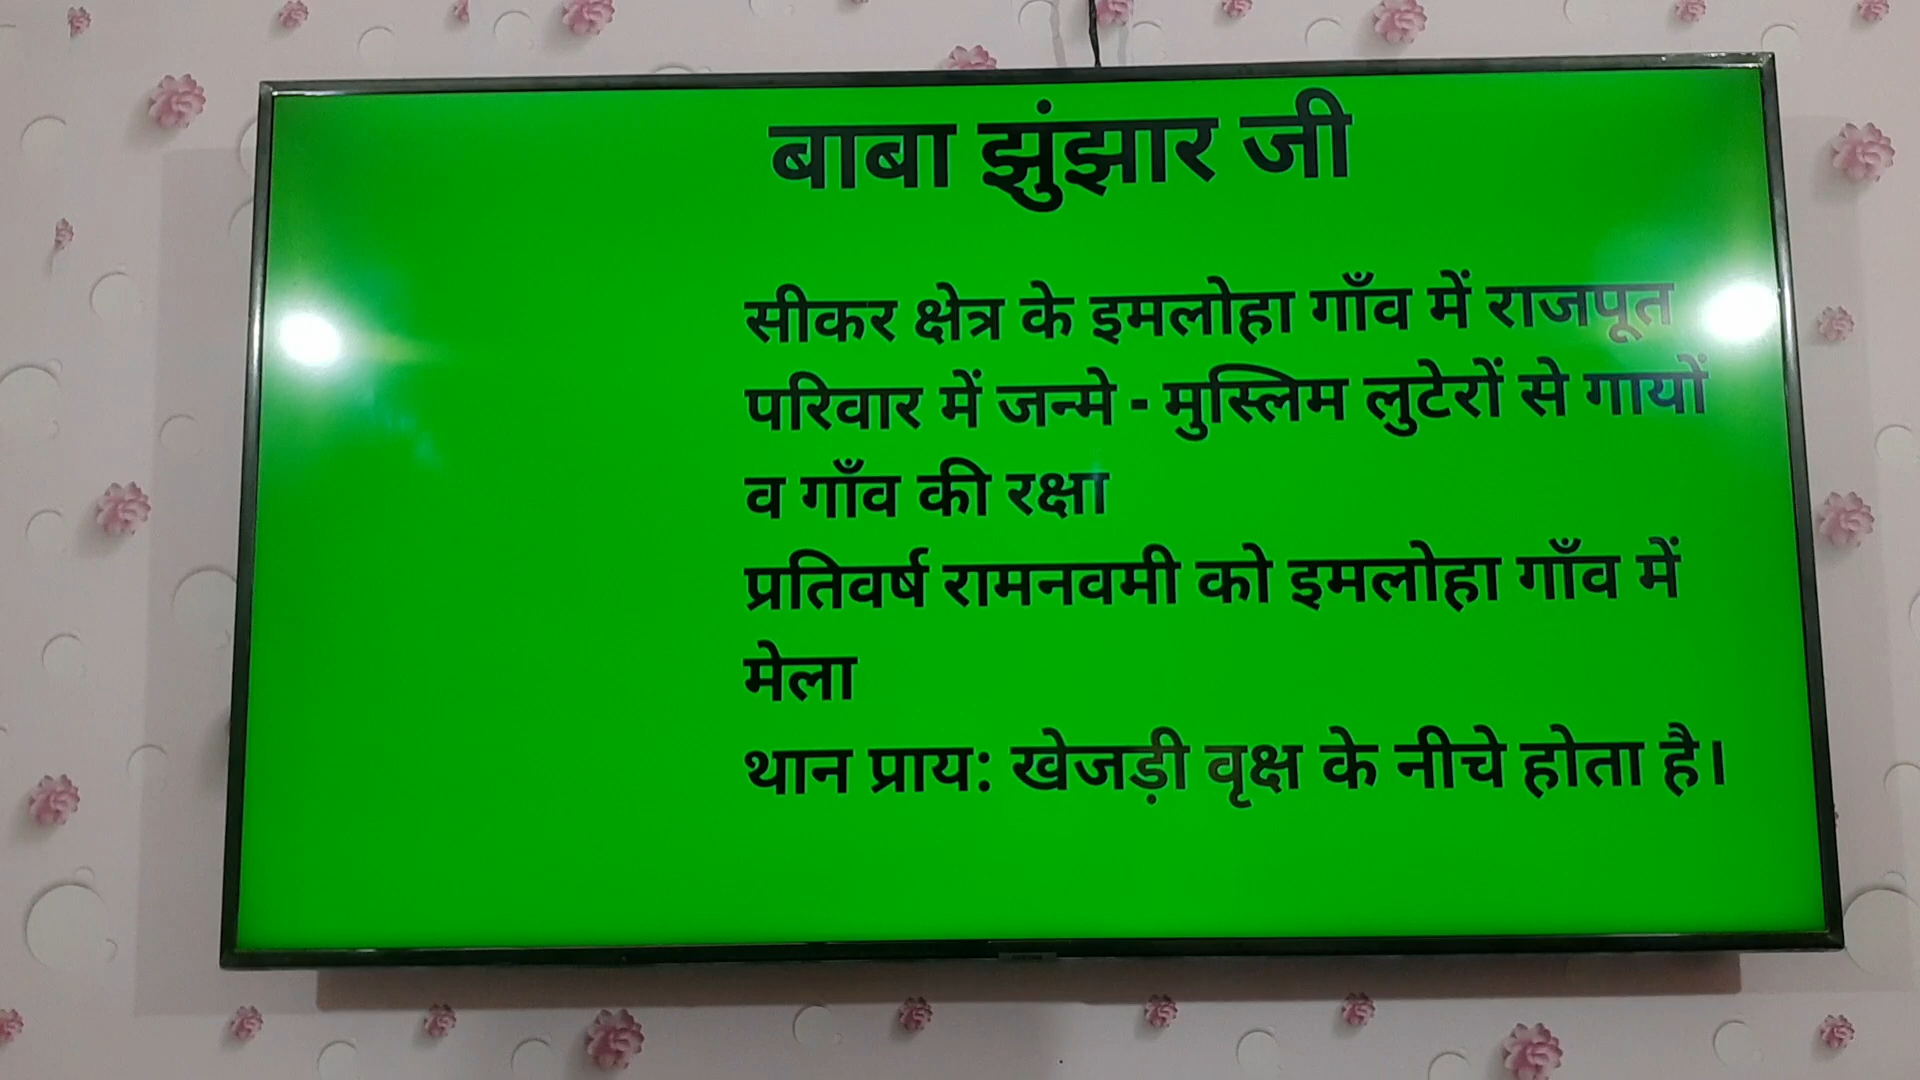 बाबा झुंझार जी
सीकर क्षेत्र के इमलोहा गाँव में राजपूत
परिवार में जन्मे - मुस्लिम लुटेरों से गायों
व गाँव की रक्षा
प्रतिवर्ष रामनवमी को इमलोहा गाँव में
मेला
थान प्राय: खेजड़ी वृक्ष के नीचे होता है।